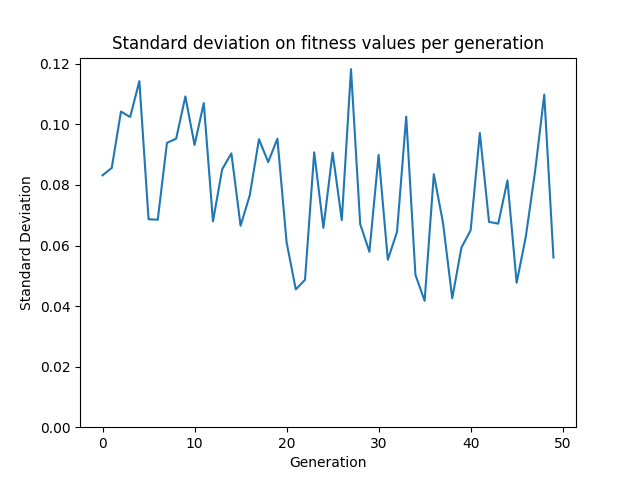 Standard deviation on fitness values per generation
0.12
0.10
0.08
0.06
0.04
0.02
0.00
Standard Deviation
0 10 20 30 40 50
Generation